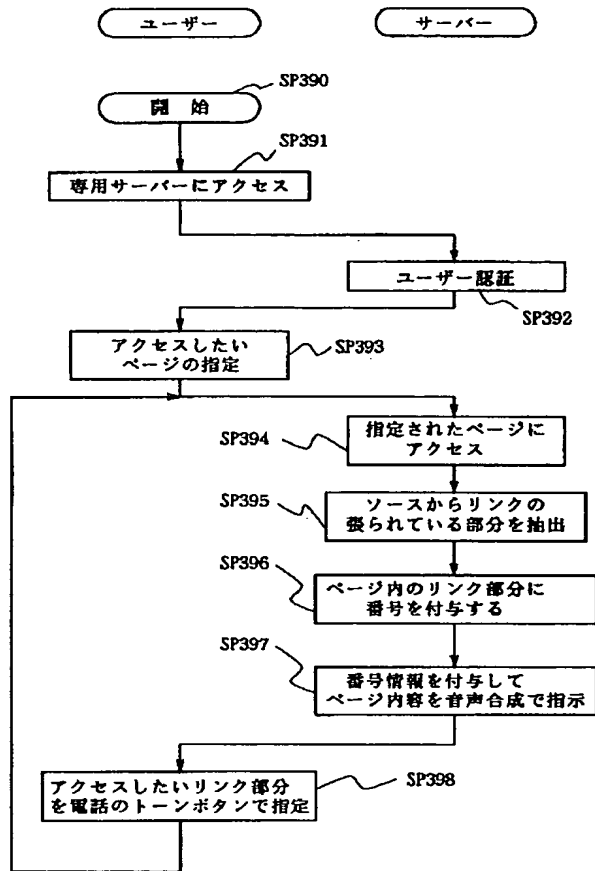 ユーザー
サーバー
SP390
開 始
SP391
専用サーバーにアクセス
ユーザー認証
SP392
アクセスしたい
ページの指定
SP393
指定されたページに
アクセス
SP394
SP395
ソースからリンクの
張られている部分を抽出
SP396
ページ内のリンク部分に
番号を付与する
SP397
番号情報を付与して
ページ内容を音声合成で指示
アクセスしたいリンク部分
を電話のトーンボタンで指定
SP398